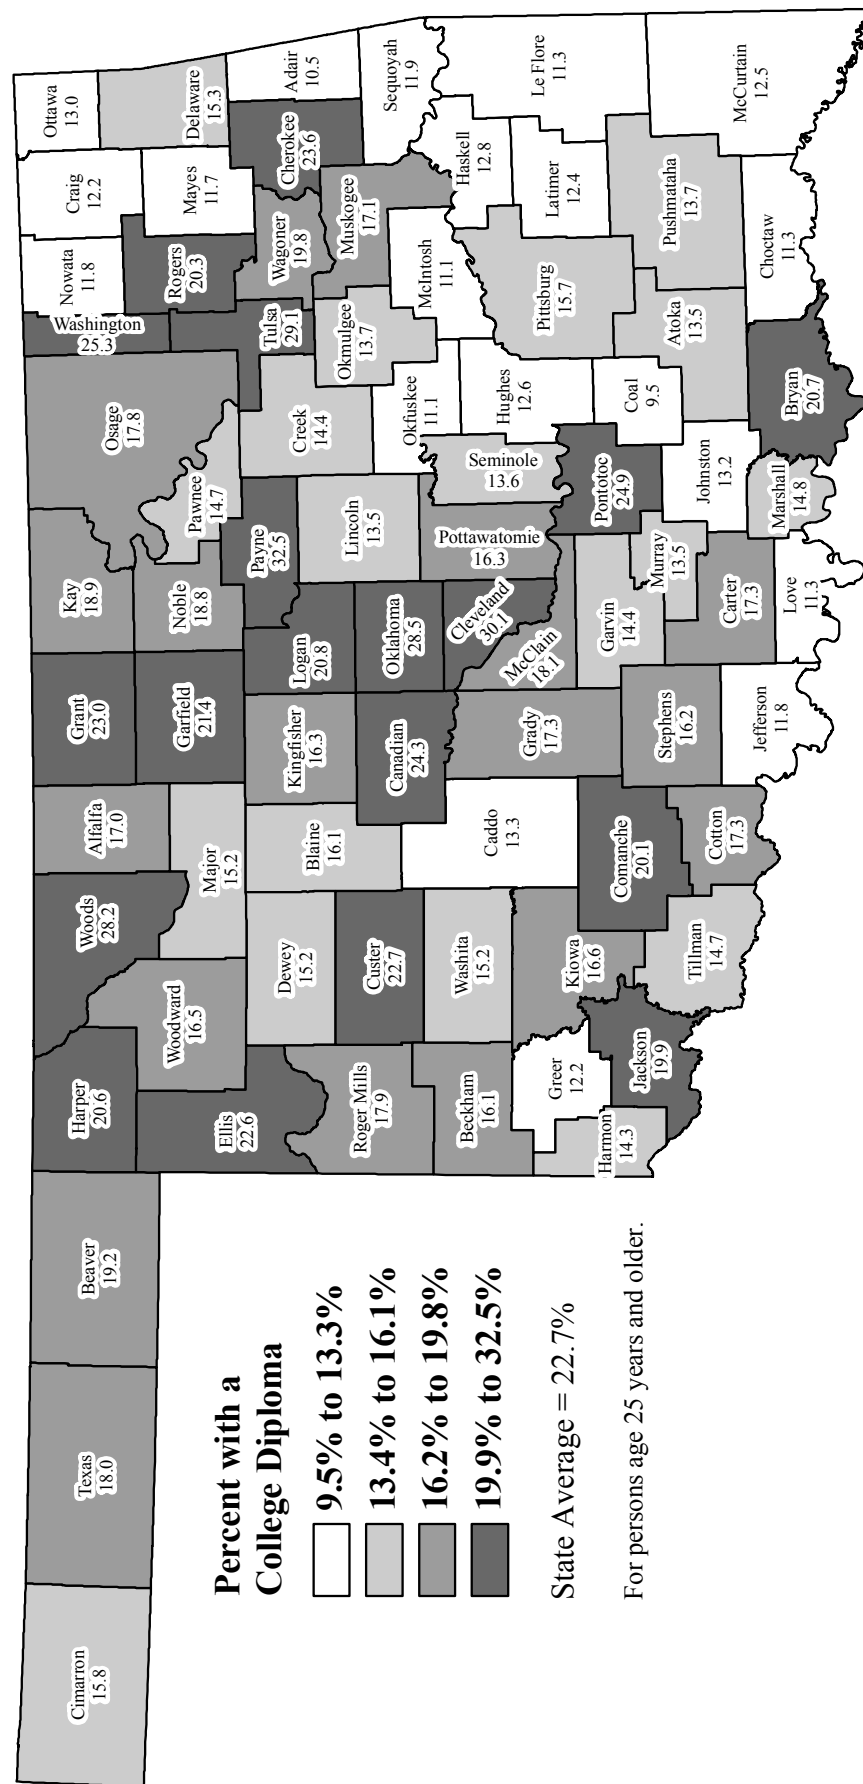 Cimarron
15.8
Texas
18.0
Beaver
19.2
Harper
20.6
Woods
28.2
Alfalfa
17.0
Grant
23.0
Kay
18.9
Osage
17.8
Washington
25.3
Nowata
11.8
Craig
12.2
Ottawa
13.0
Ellis
22.6
Woodward
16.5
Major
15.2
Garfield
21.4
Noble
18.8
Pawnee
14.7
Rogers
20.3
Mayes
11.7
Delaware
15.3
Roger Mills
17.9
Dewey
15.2
Blaine
16.1
Kingfisher
16.3
Logan
20.8
Payne
32.5
Creek
14.4
Tulsa
29.1
Wagoner
19.8
Cherokee
23.6
Adair
10.5
Custer
22.7
Canadian
24.3
Oklahoma
28.5
Lincoln
13.5
Okfuskee
11.1
Okmulgee
13.7
Muskogee
17.1
Sequoyah
11.9
Beckham
16.1
Washita
15.2
Caddo
13.3
Grady
17.3
McClain
18.1
Cleveland
30.1
Pottawatomie
16.3
Seminole
13.6
Hughes
12.6
McIntosh
11.1
Haskell
12.8
Le Flore
11.3
Greer
12.2
Kiowa
16.6
Comanche
20.1
Garvin
14.4
Pontotoc
24.9
Coal
9.5
Pittsburg
15.7
Latimer
12.4
Harmon
14.3
Jackson
19.9
Tillman
14.7
Cotton
17.3
Stephens
16.2
Murray
13.5
Carter
17.3
Johnston
13.2
Atoka
13.5
Pushmataha
13.7
McCurtain
12.5
Jefferson
11.8
Love
11.3
Marshall
14.8
Bryan
20.7
Choctaw
11.3
Percent with a
College Diploma
9.5% to 13.3%
13.4% to 16.1%
16.2% to 19.8%
19.9% to 32.5%
State Average = 22.7%
For persons age 25 years and older.